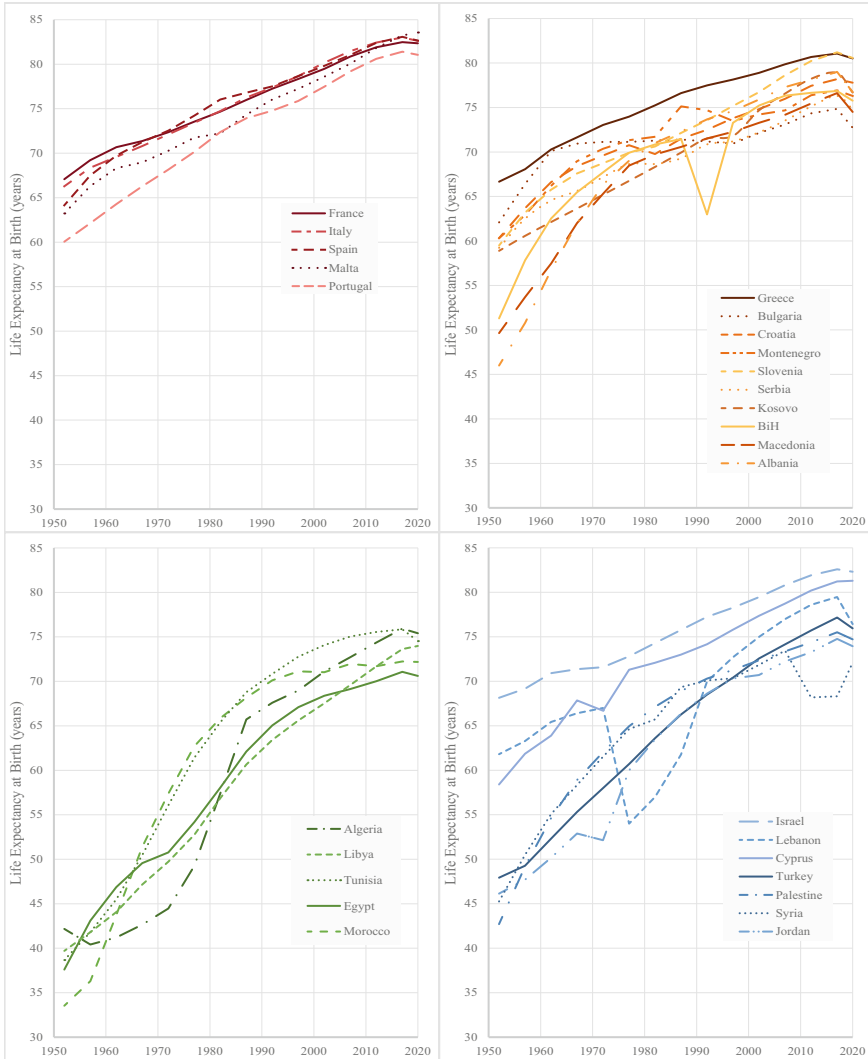 Life Expectancy at Birth (years)
85
80
75
70
65
60
55
50
45
40
35
30
1950 1960 1970 1980 1990 2000 2010 2020
France
Italy
Spain
Malta
Portugal
Life Expectancy at Birth (years)
85
80
75
70
65
60
55
50
45
40
35
30
1950 1960 1970 1980 1990 2000 2010 2020
Greece
Bulgaria
Croatia
Montenegro
Slovenia
Serbia
Kosovo
BiH
Macedonia
Albania
Life Expectancy at Birth (years)
85
80
75
70
65
60
55
50
45
40
35
30
1950 1960 1970 1980 1990 2000 2010 2020
Algeria
Libya
Tunisia
Egypt
Morocco
Life Expectancy at Birth (years)
85
80
75
70
65
60
55
50
45
40
35
30
1950 1960 1970 1980 1990 2000 2010 2020
Israel
Lebanon
Cyprus
Turkey
Palestine
Syria
Jordan